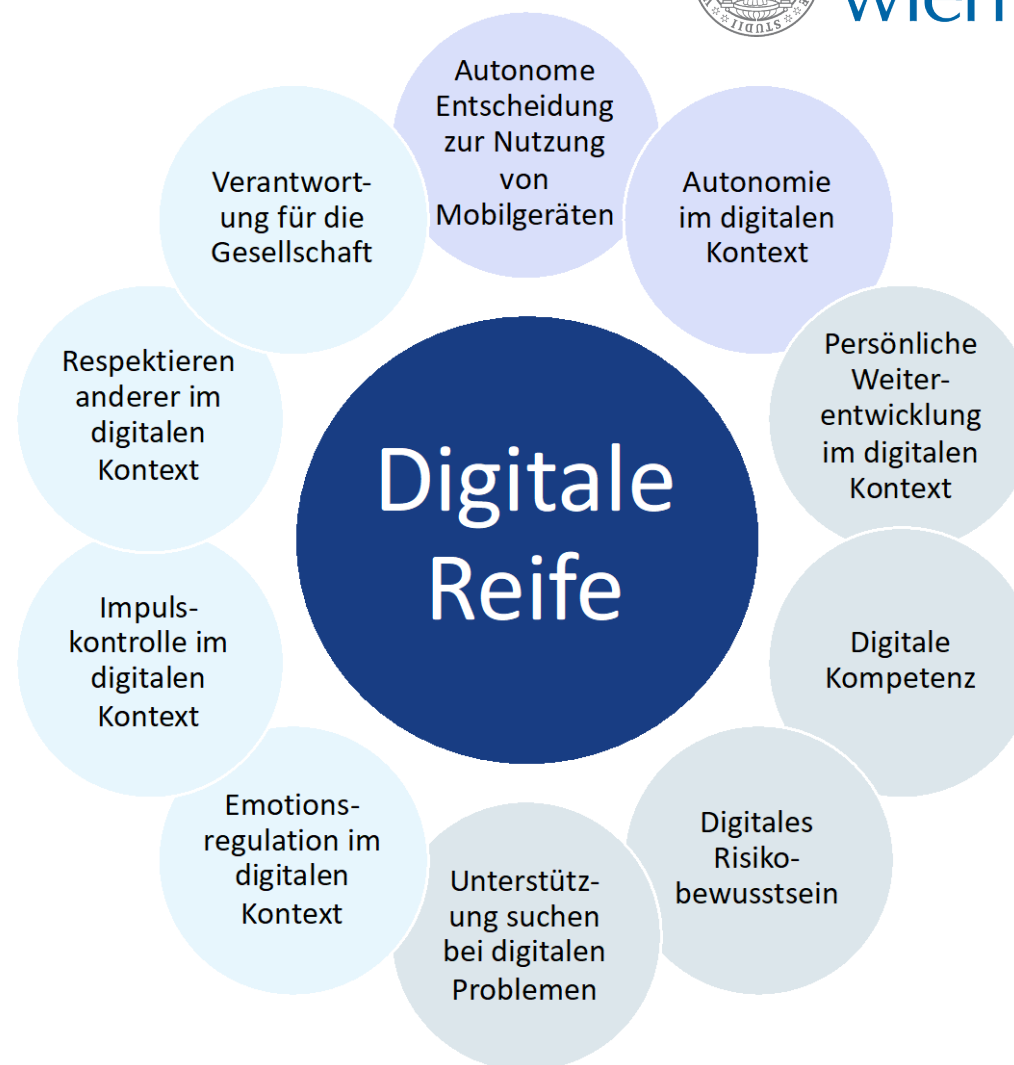 wien
Autonome
Entscheidung
zur Nutzung
von
Mobilgeräten
Autonomie
im digitalen
Kontext
Persönliche
Weiter-
entwicklung
im digitalen
Kontext
Digitale
Kompetenz
Digitales
Risiko-
bewusstsein
Unterstütz-
ung suchen
bei digitalen
Problemen
Emotions-
regulation im
digitalen
Kontext
Impuls-
kontrolle im
digitalen
Kontext
Respektieren
anderer im
digitalen
Kontext
Verantwort-
ung für die
Gesellschaft
Digitale
Reife